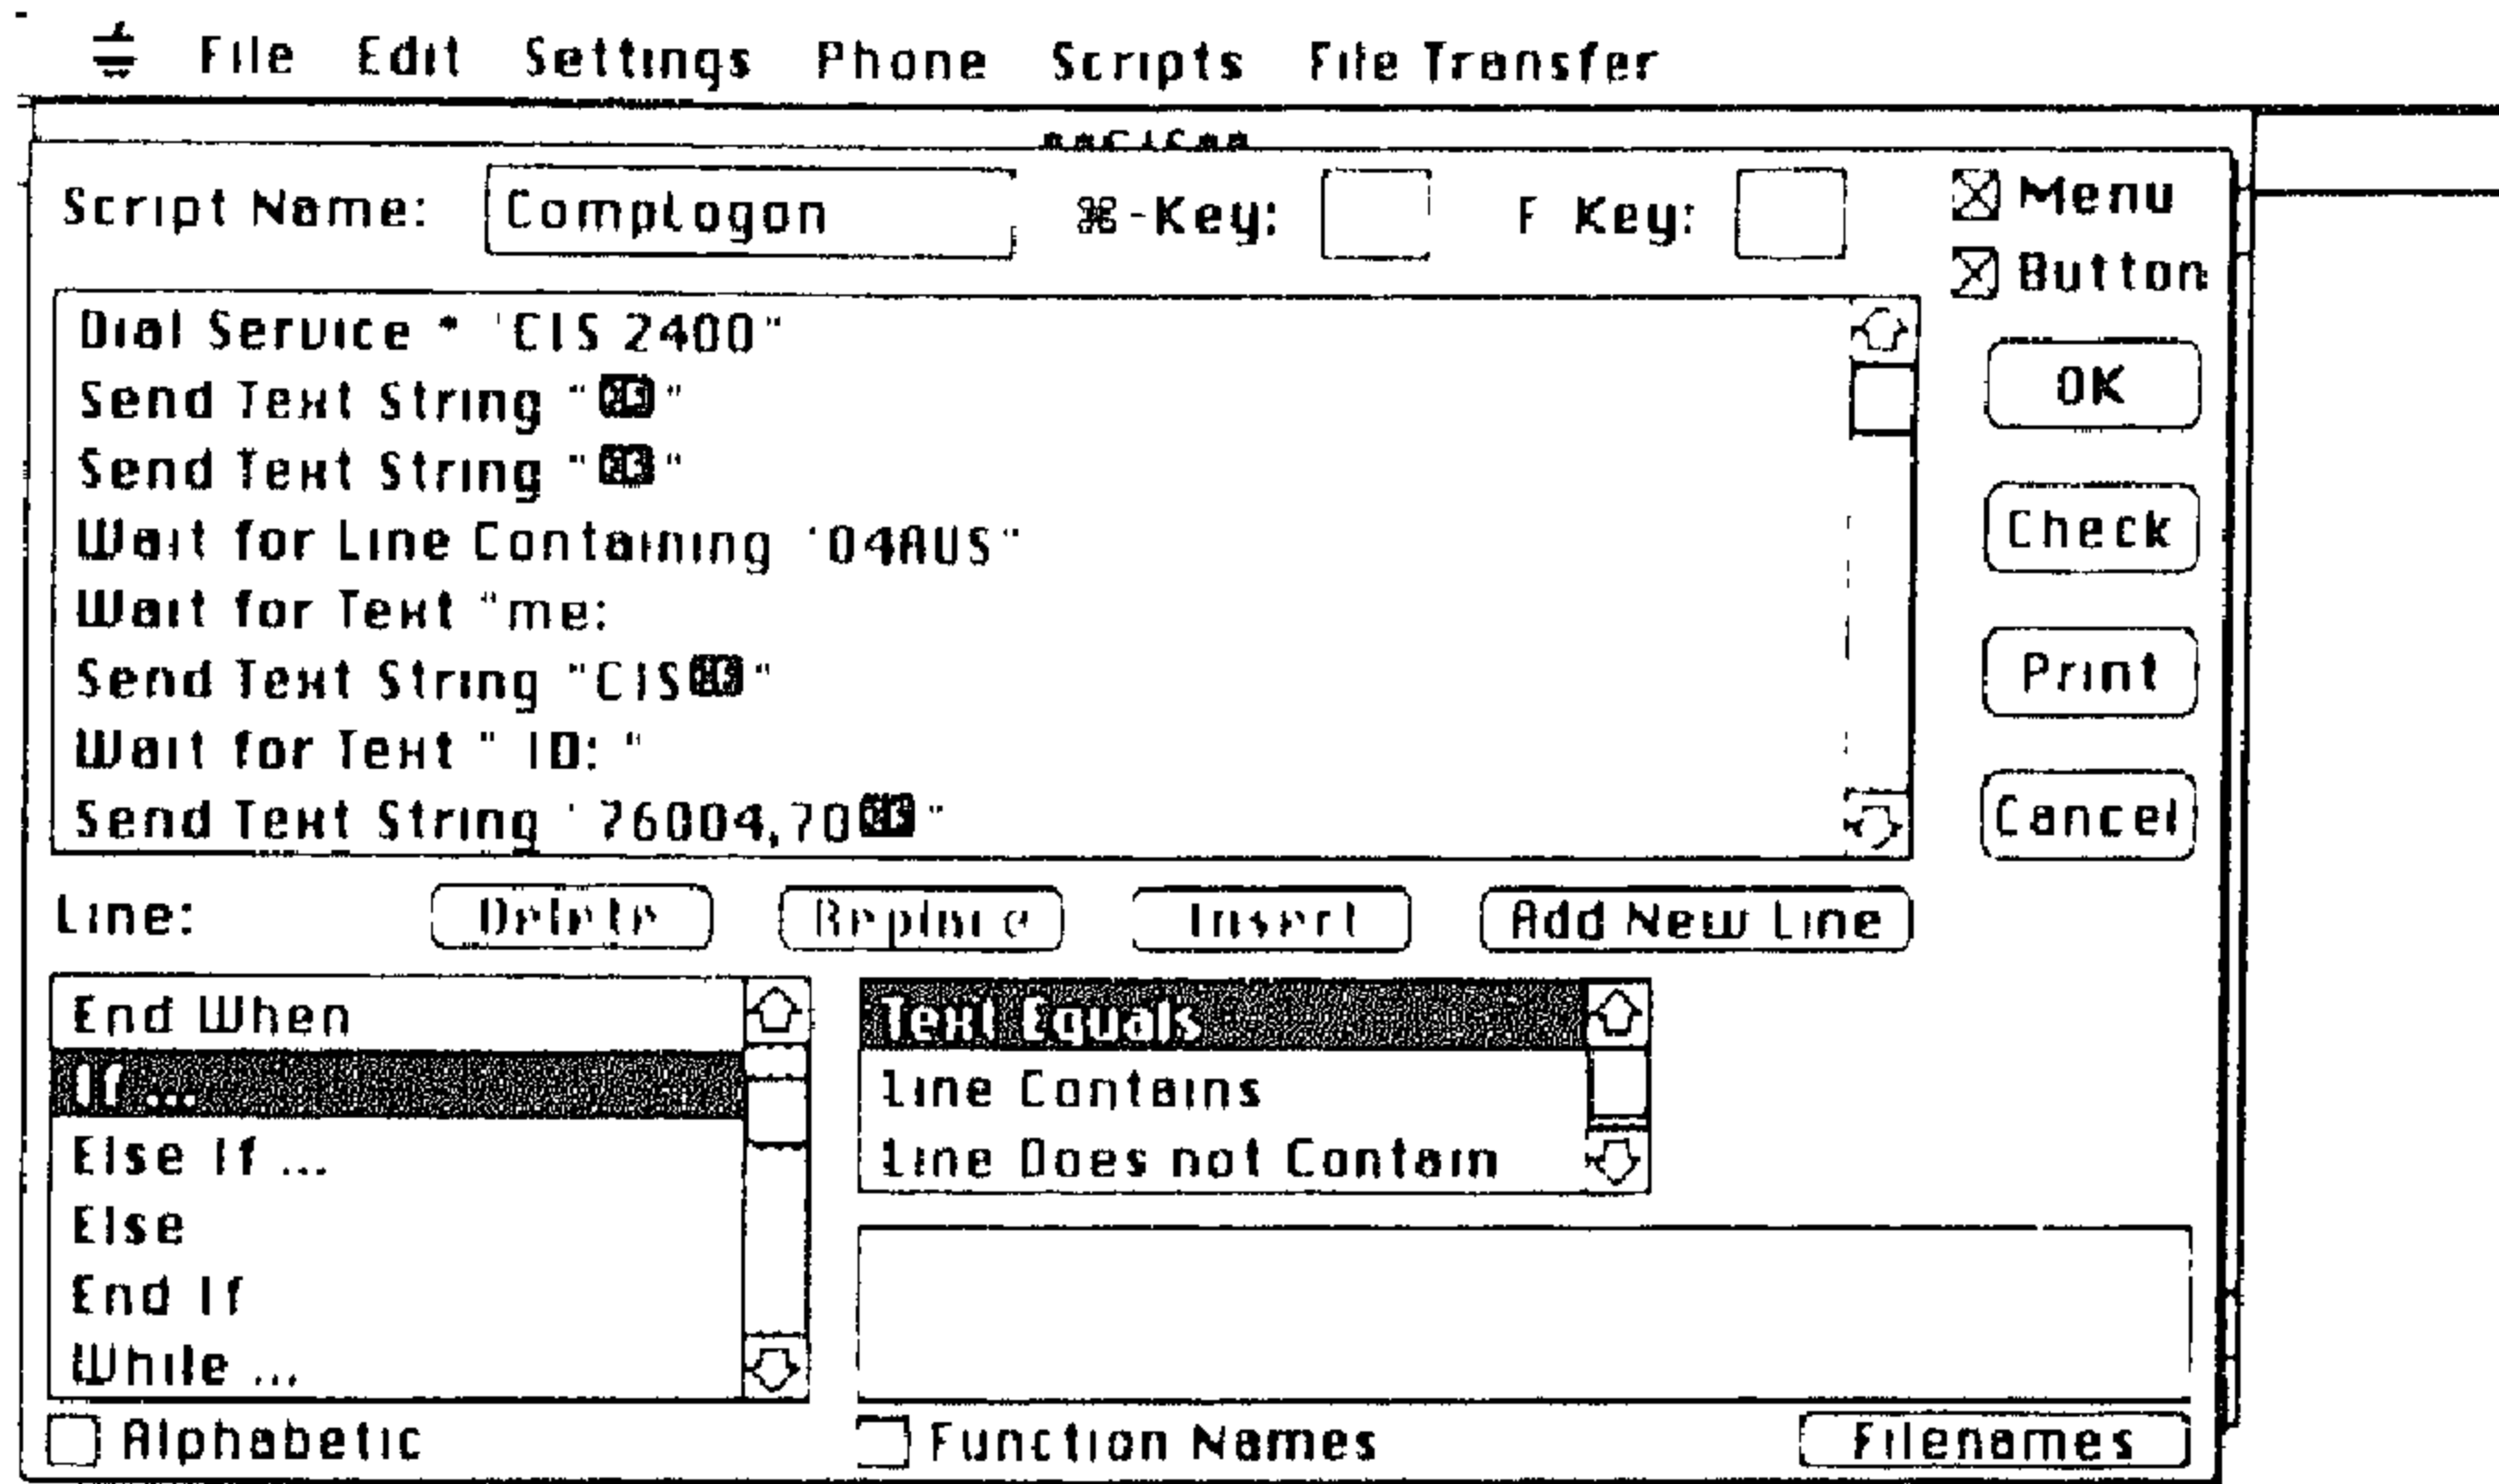 File Edit Settings Phone Scripts File Transfer
Script Name: CompLogon ⌘-Key: F Key: Menu
Button
Dial Service * "CIS 2400"
Send Text String " "
Send Text String " "
Wait for Line Containing "04AUS"
Wait for Text "me:
Send Text String "CIS "
Wait for Text " ID: "
Send Text String "76004,70 "
OK
Check
Print
Cancel
Line: Delete Replace Insert Add New Line
End When
If ...
Else If ...
Else
End If
While ...
Text Equals
Line Contains
Line Does not Contain
Alphabetic Function Names Filenames